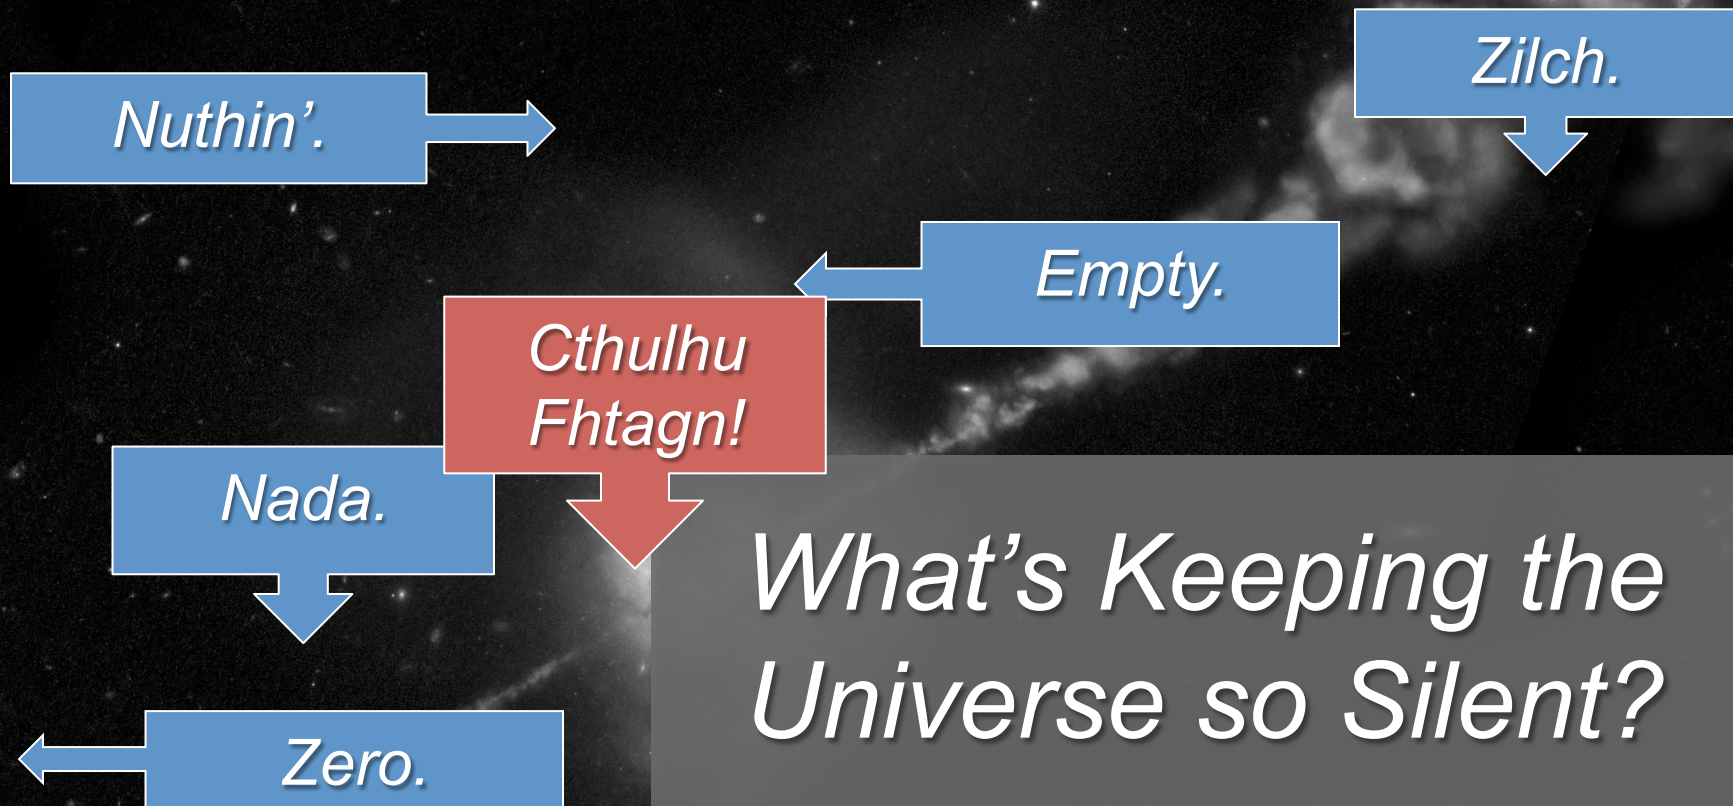 Zilch.
Nuthin’.
Empty.
Cthulhu
Fhtagn!
Nada.
What’s Keeping the
Universe so Silent?
Zero.